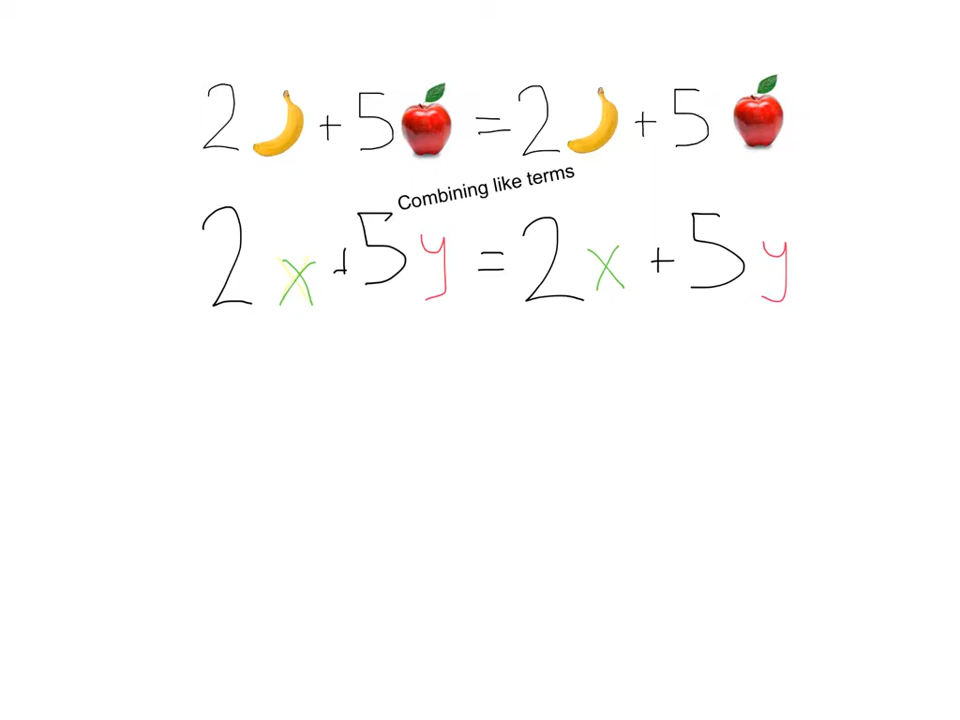 2 + 5 = 2 + 5
Combining like terms
2x + 5y = 2x + 5y